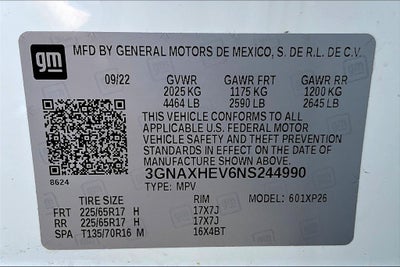 gm
MFD BY GENERAL MOTORS DE MEXICO, S. DE R.L. DE C.V.
09/22 GVWR GAWR FRT GAWR RR
2025 KG 1175 KG 1200 KG
4464 LB 2590 LB 2645 LB
THIS VEHICLE CONFORMS TO ALL
APPLICABLE U.S. FEDERAL MOTOR
VEHICLE SAFETY AND THEFT PREVENTION
STANDARDS IN EFFECT ON THE DATE OF
MANUFACTURE SHOWN ABOVE.
3GNAXHEV6NS244990
8624 TYPE: MPV
TIRE SIZE RIM MODEL: 601XP26
FRT 225/65R17 H 17X7J
RR 225/65R17 H 17X7J
SPA T135/70R16 M 16X4BT